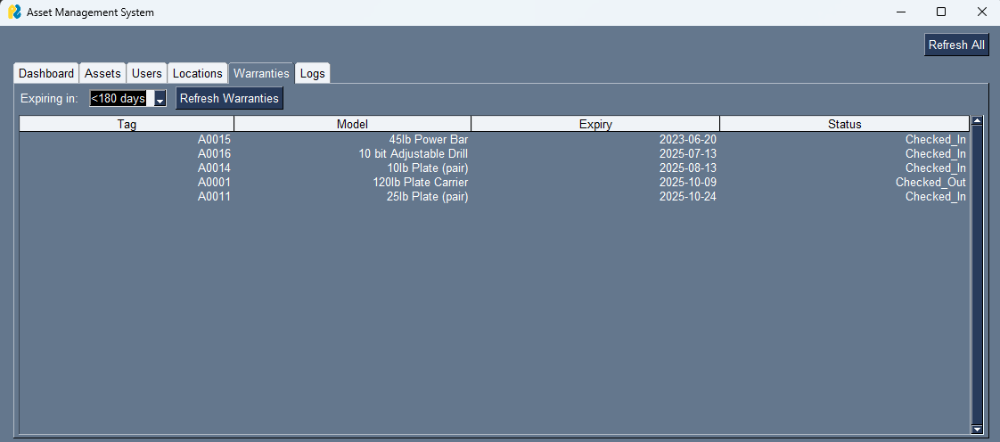 Asset Management System
Refresh All
Dashboard Assets Users Locations Warranties Logs
Expiring in: <180 days Refresh Warranties
Tag Model Expiry Status
A0015 45lb Power Bar 2023-06-20 Checked_In
A0016 10 bit Adjustable Drill 2025-07-13 Checked_In
A0014 10lb Plate (pair) 2025-08-13 Checked_In
A0001 120lb Plate Carrier 2025-10-09 Checked_Out
A0011 25lb Plate (pair) 2025-10-24 Checked_In